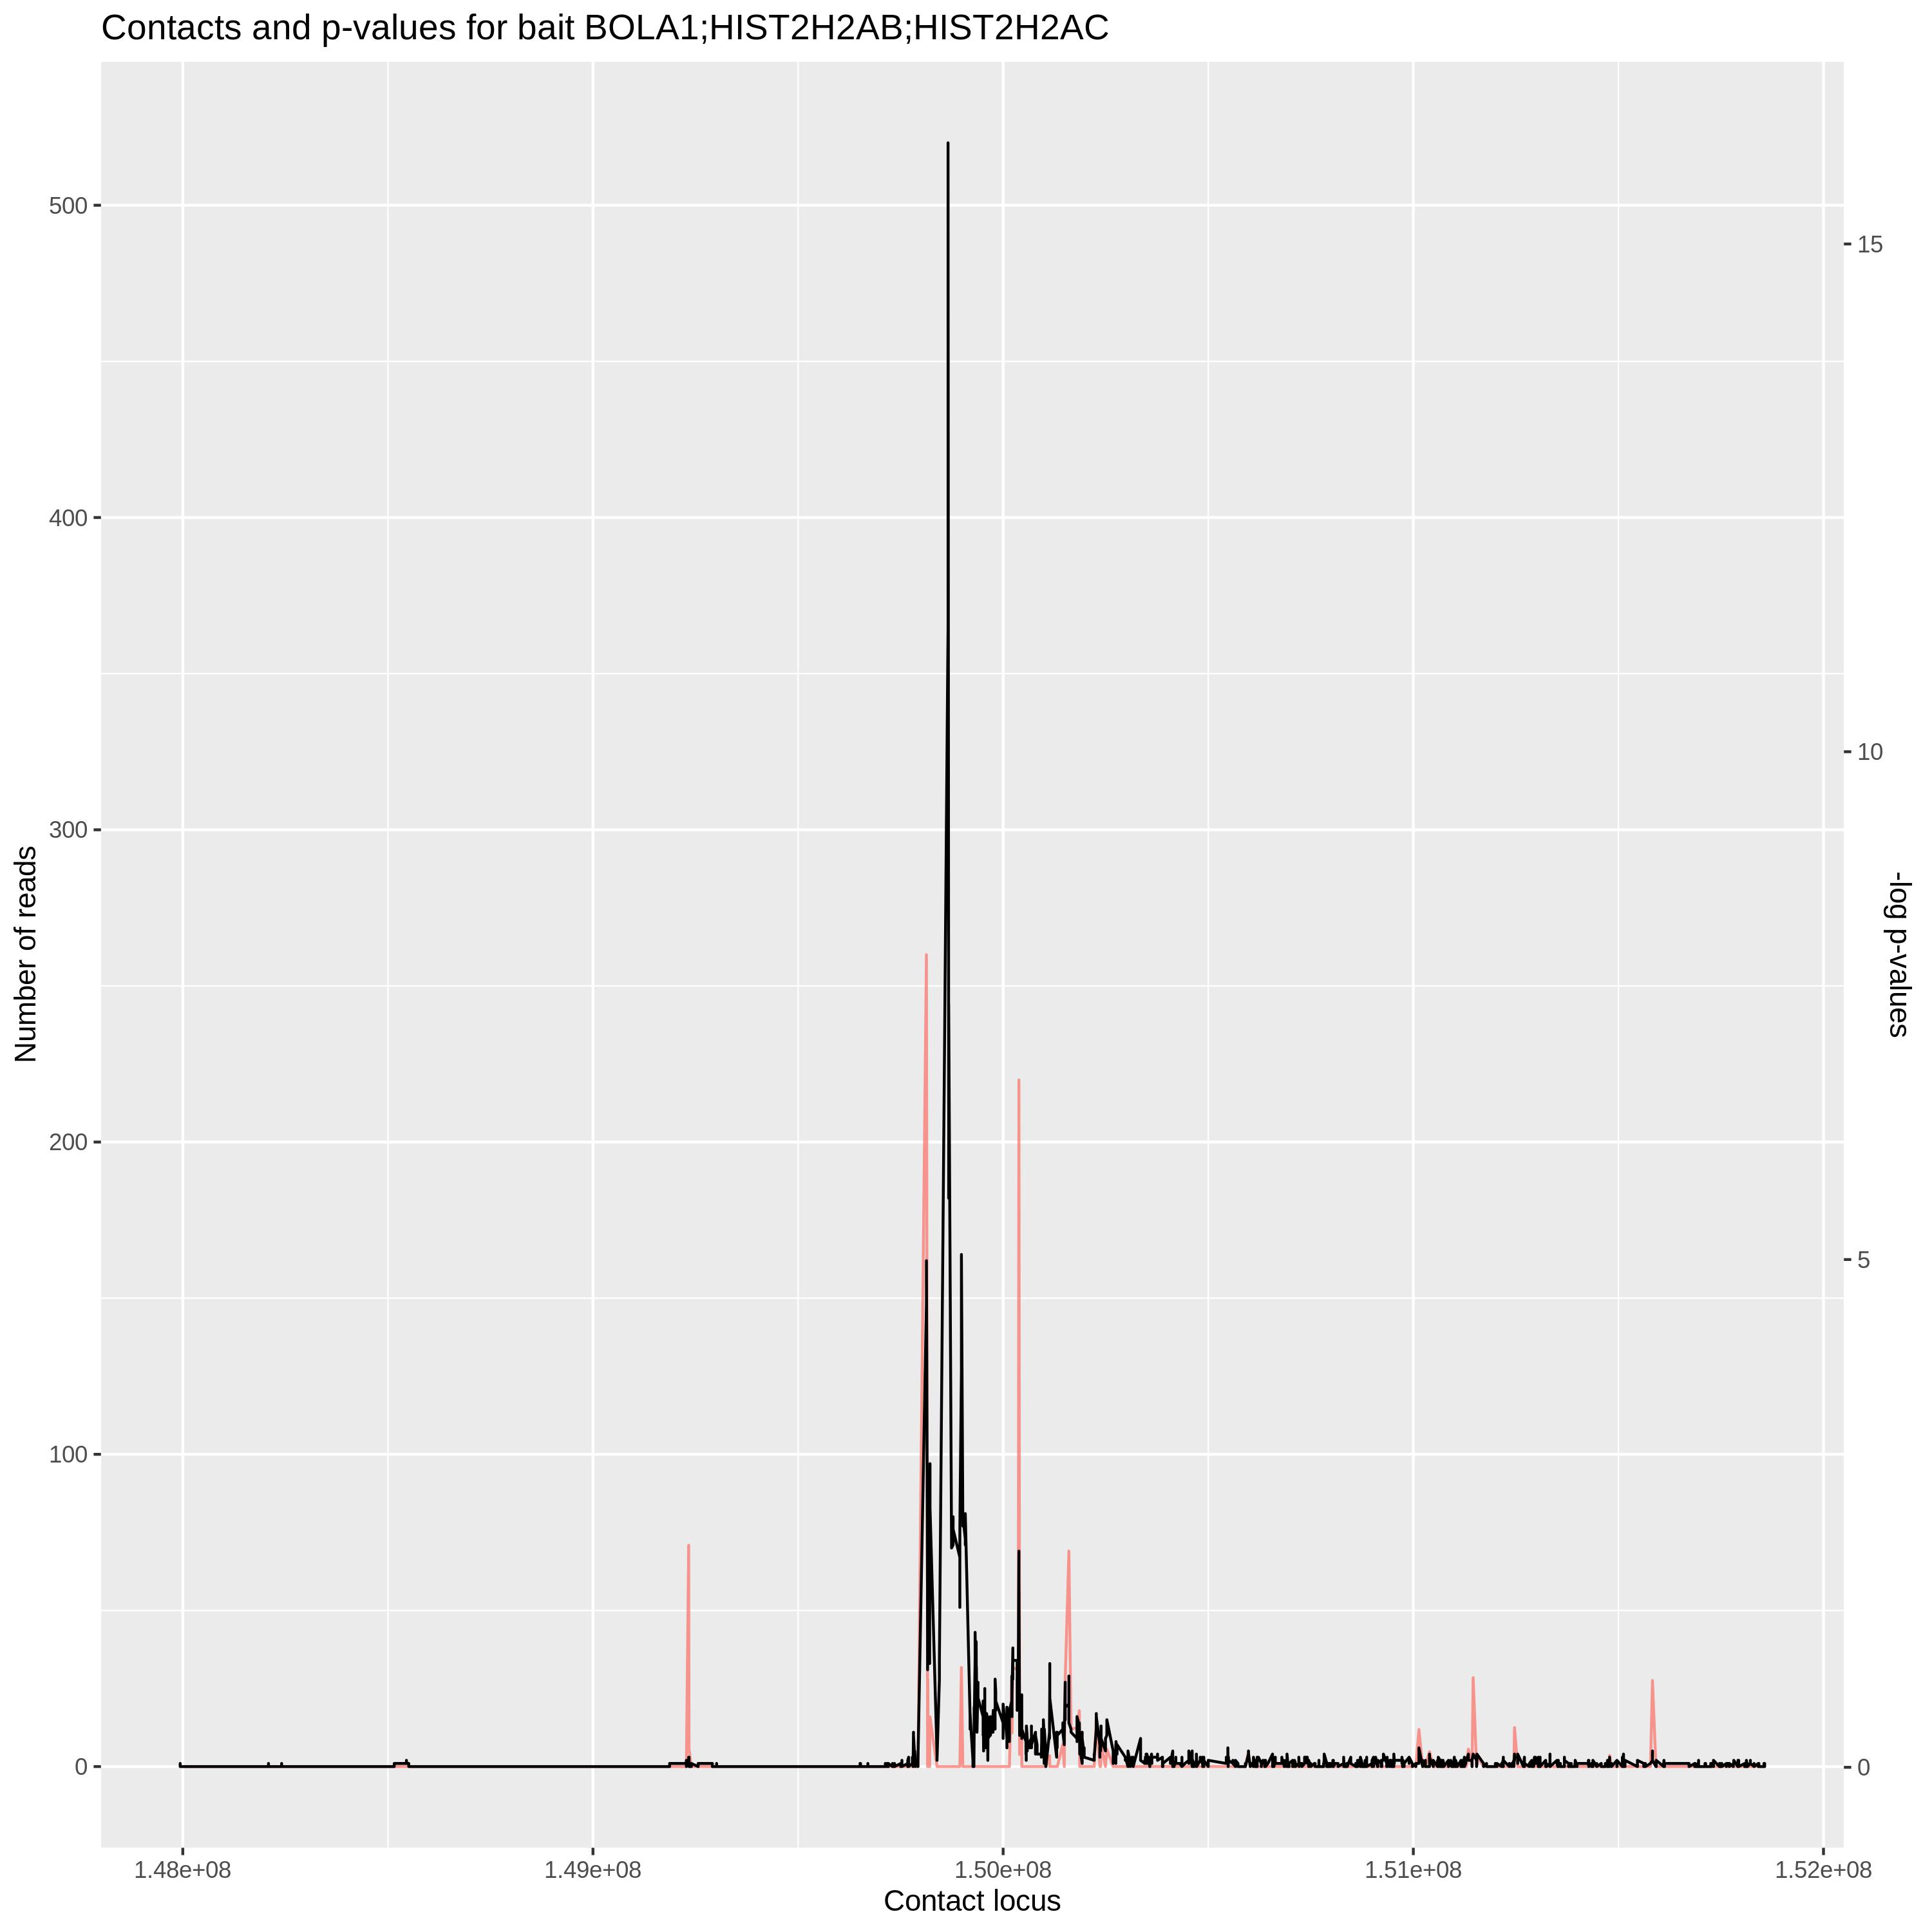 Contacts and p-values for bait BOLA1;HIST2H2AB;HIST2H2AC
500
400
300
200
100
0
Number of reads
15
10
5
0
-log p-values
1.48e+08
1.49e+08
1.50e+08
1.51e+08
1.52e+08
Contact locus